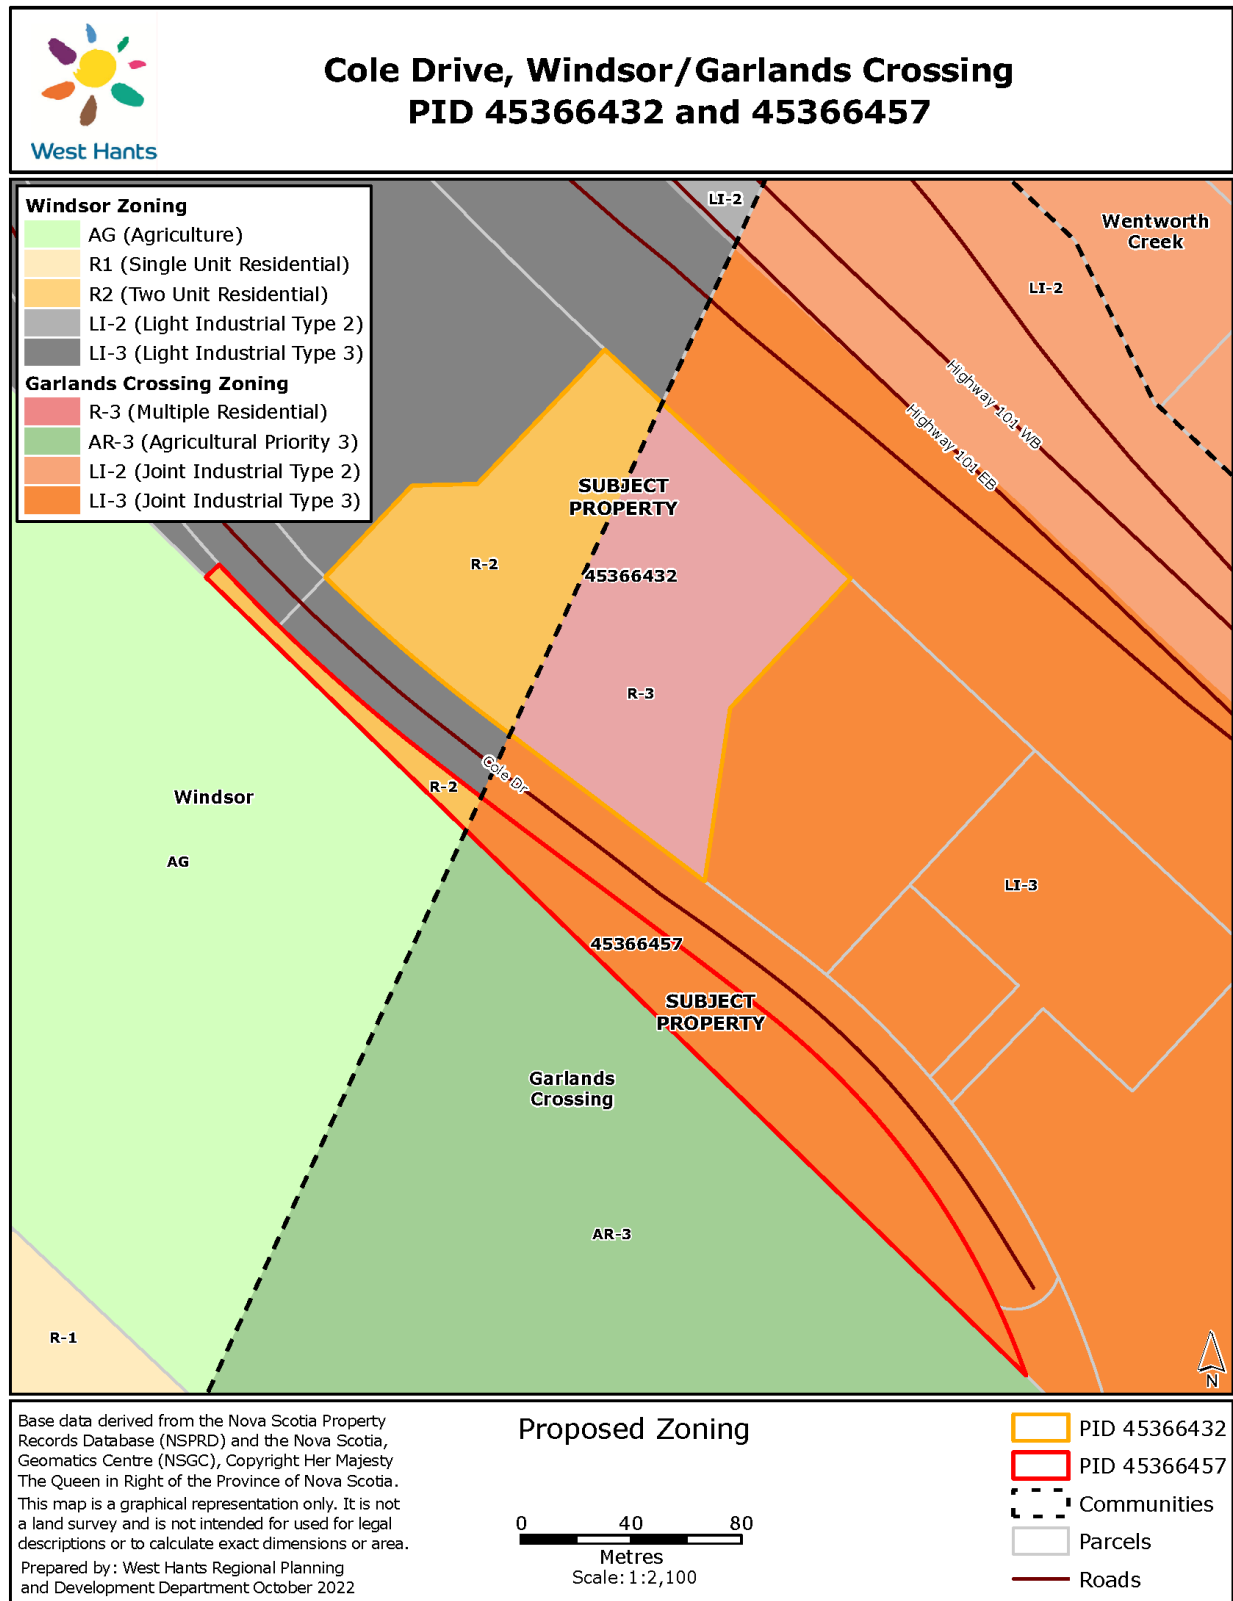 West Hants
Cole Drive, Windsor/Garlands Crossing
PID 45366432 and 45366457
Windsor Zoning
AG (Agriculture)
R1 (Single Unit Residential)
R2 (Two Unit Residential)
LI-2 (Light Industrial Type 2)
LI-3 (Light Industrial Type 3)
Garlands Crossing Zoning
R-3 (Multiple Residential)
AR-3 (Agricultural Priority 3)
LI-2 (Joint Industrial Type 2)
LI-3 (Joint Industrial Type 3)
LI-2
Wentworth
Creek
LI-2
Highway 101 WB
Highway 101 EB
SUBJECT
PROPERTY
R-2
45366432
R-3
Cole Dr
R-2
Windsor
AG
LI-3
45366457
SUBJECT
PROPERTY
Garlands
Crossing
AR-3
R-1
N
Base data derived from the Nova Scotia Property
Records Database (NSPRD) and the Nova Scotia,
Geomatics Centre (NSGC), Copyright Her Majesty
The Queen in Right of the Province of Nova Scotia.
This map is a graphical representation only. It is not
a land survey and is not intended for used for legal
descriptions or to calculate exact dimensions or area.
Prepared by: West Hants Regional Planning
and Development Department October 2022
Proposed Zoning
0 40 80
Metres
Scale: 1:2,100
PID 45366432
PID 45366457
Communities
Parcels
Roads